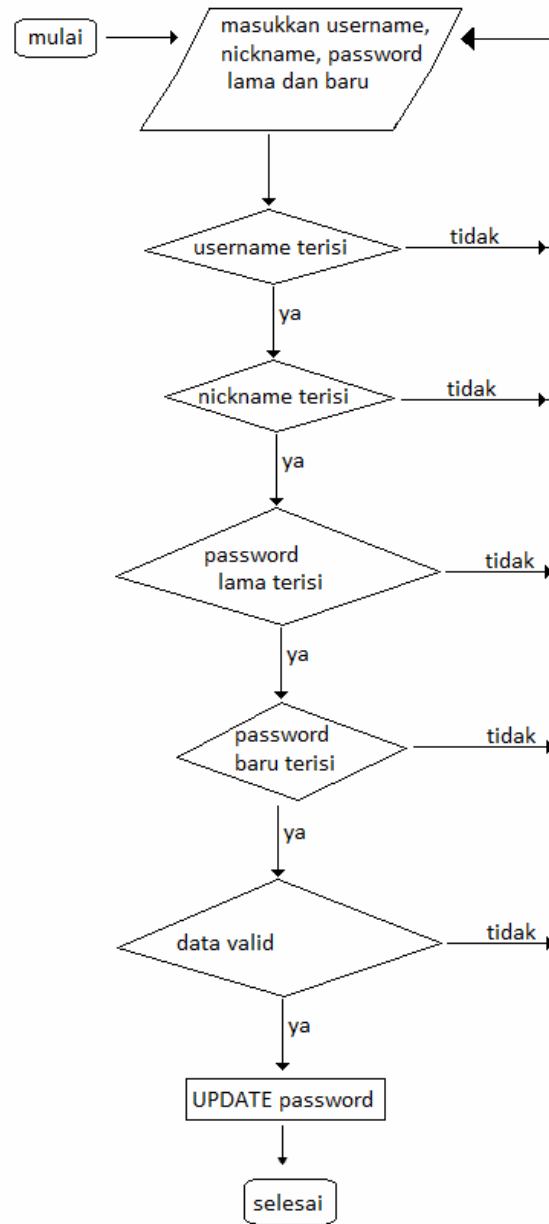 mulai
masukkan username,
nickname, password
lama dan baru
username terisi
tidak
ya
nickname terisi
tidak
ya
password
lama terisi
tidak
ya
password
baru terisi
tidak
ya
data valid
tidak
ya
UPDATE password
selesai